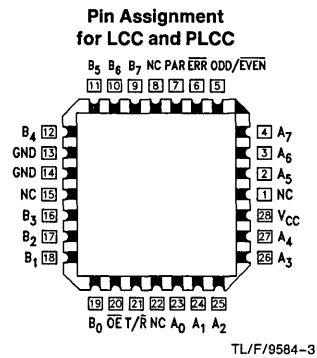 Pin Assignment
for LCC and PLCC
B5 B6 B7 NC PAR E̅R̅R̅ ODD/E̅V̅E̅N̅
11 10 9 8 7 6 5
B4 12
GND 13
GND 14
NC 15
B3 16
B2 17
B1 18
4 A7
3 A6
2 A5
1 NC
28 VCC
27 A4
26 A3
19 20 21 22 23 24 25
B0 O̅E̅ T/R̅ NC A0 A1 A2
TL/F/9584-3